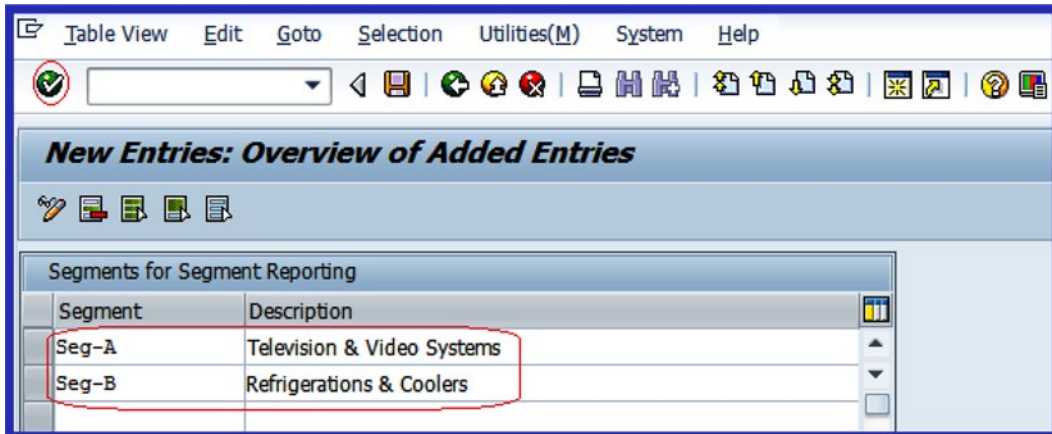 Table View Edit Goto Selection Utilities(M) System Help
New Entries: Overview of Added Entries
Segments for Segment Reporting
Segment Description
Seg-A Television & Video Systems
Seg-B Refrigerations & Coolers